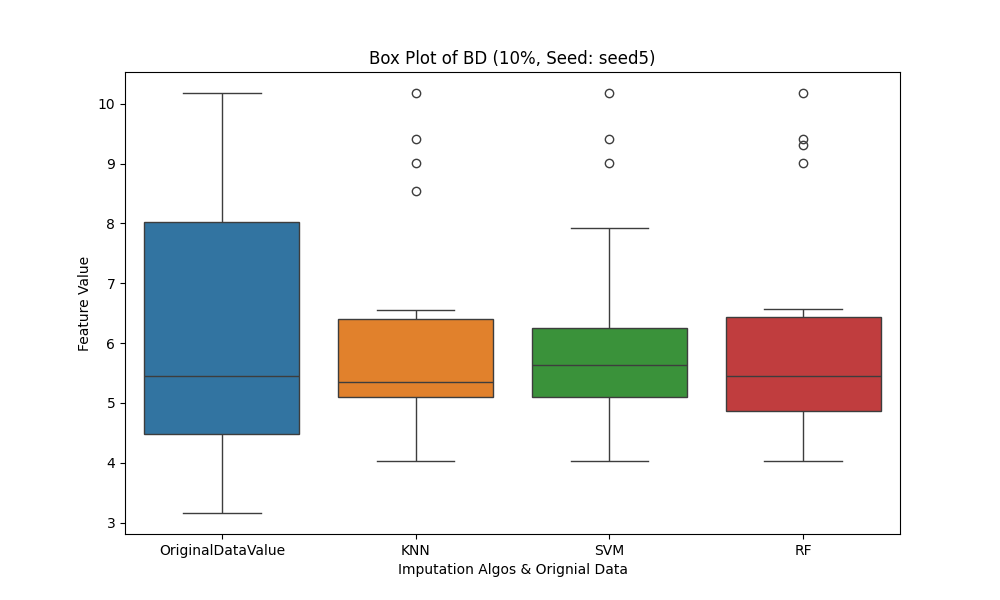 Box Plot of BD (10%, Seed: seed5)
Feature Value
10
9
8
7
6
5
4
3
OriginalDataValue KNN SVM RF
Imputation Algos & Orignial Data